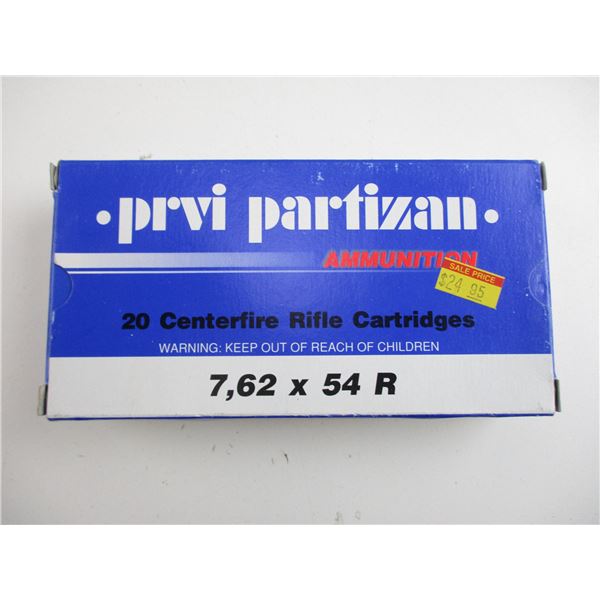 • prvi partizan •
AMMUNITION
SALE PRICE
$24 95
20 Centerfire Rifle Cartridges
WARNING: KEEP OUT OF REACH OF CHILDREN
7,62 x 54 R